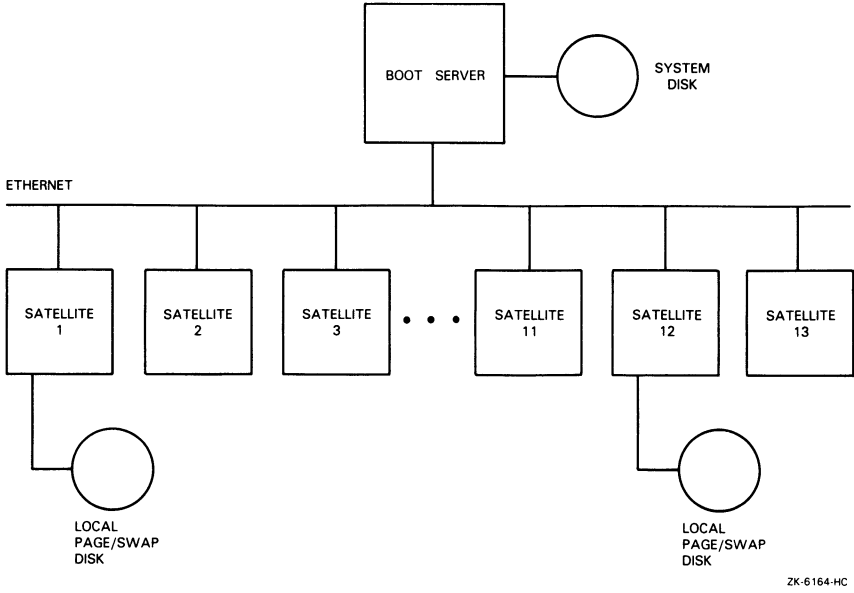 BOOT SERVER
SYSTEM
DISK
ETHERNET
SATELLITE
1
SATELLITE
2
SATELLITE
3
• • •
SATELLITE
11
SATELLITE
12
SATELLITE
13
LOCAL
PAGE/SWAP
DISK
LOCAL
PAGE/SWAP
DISK
ZK-6164-HC